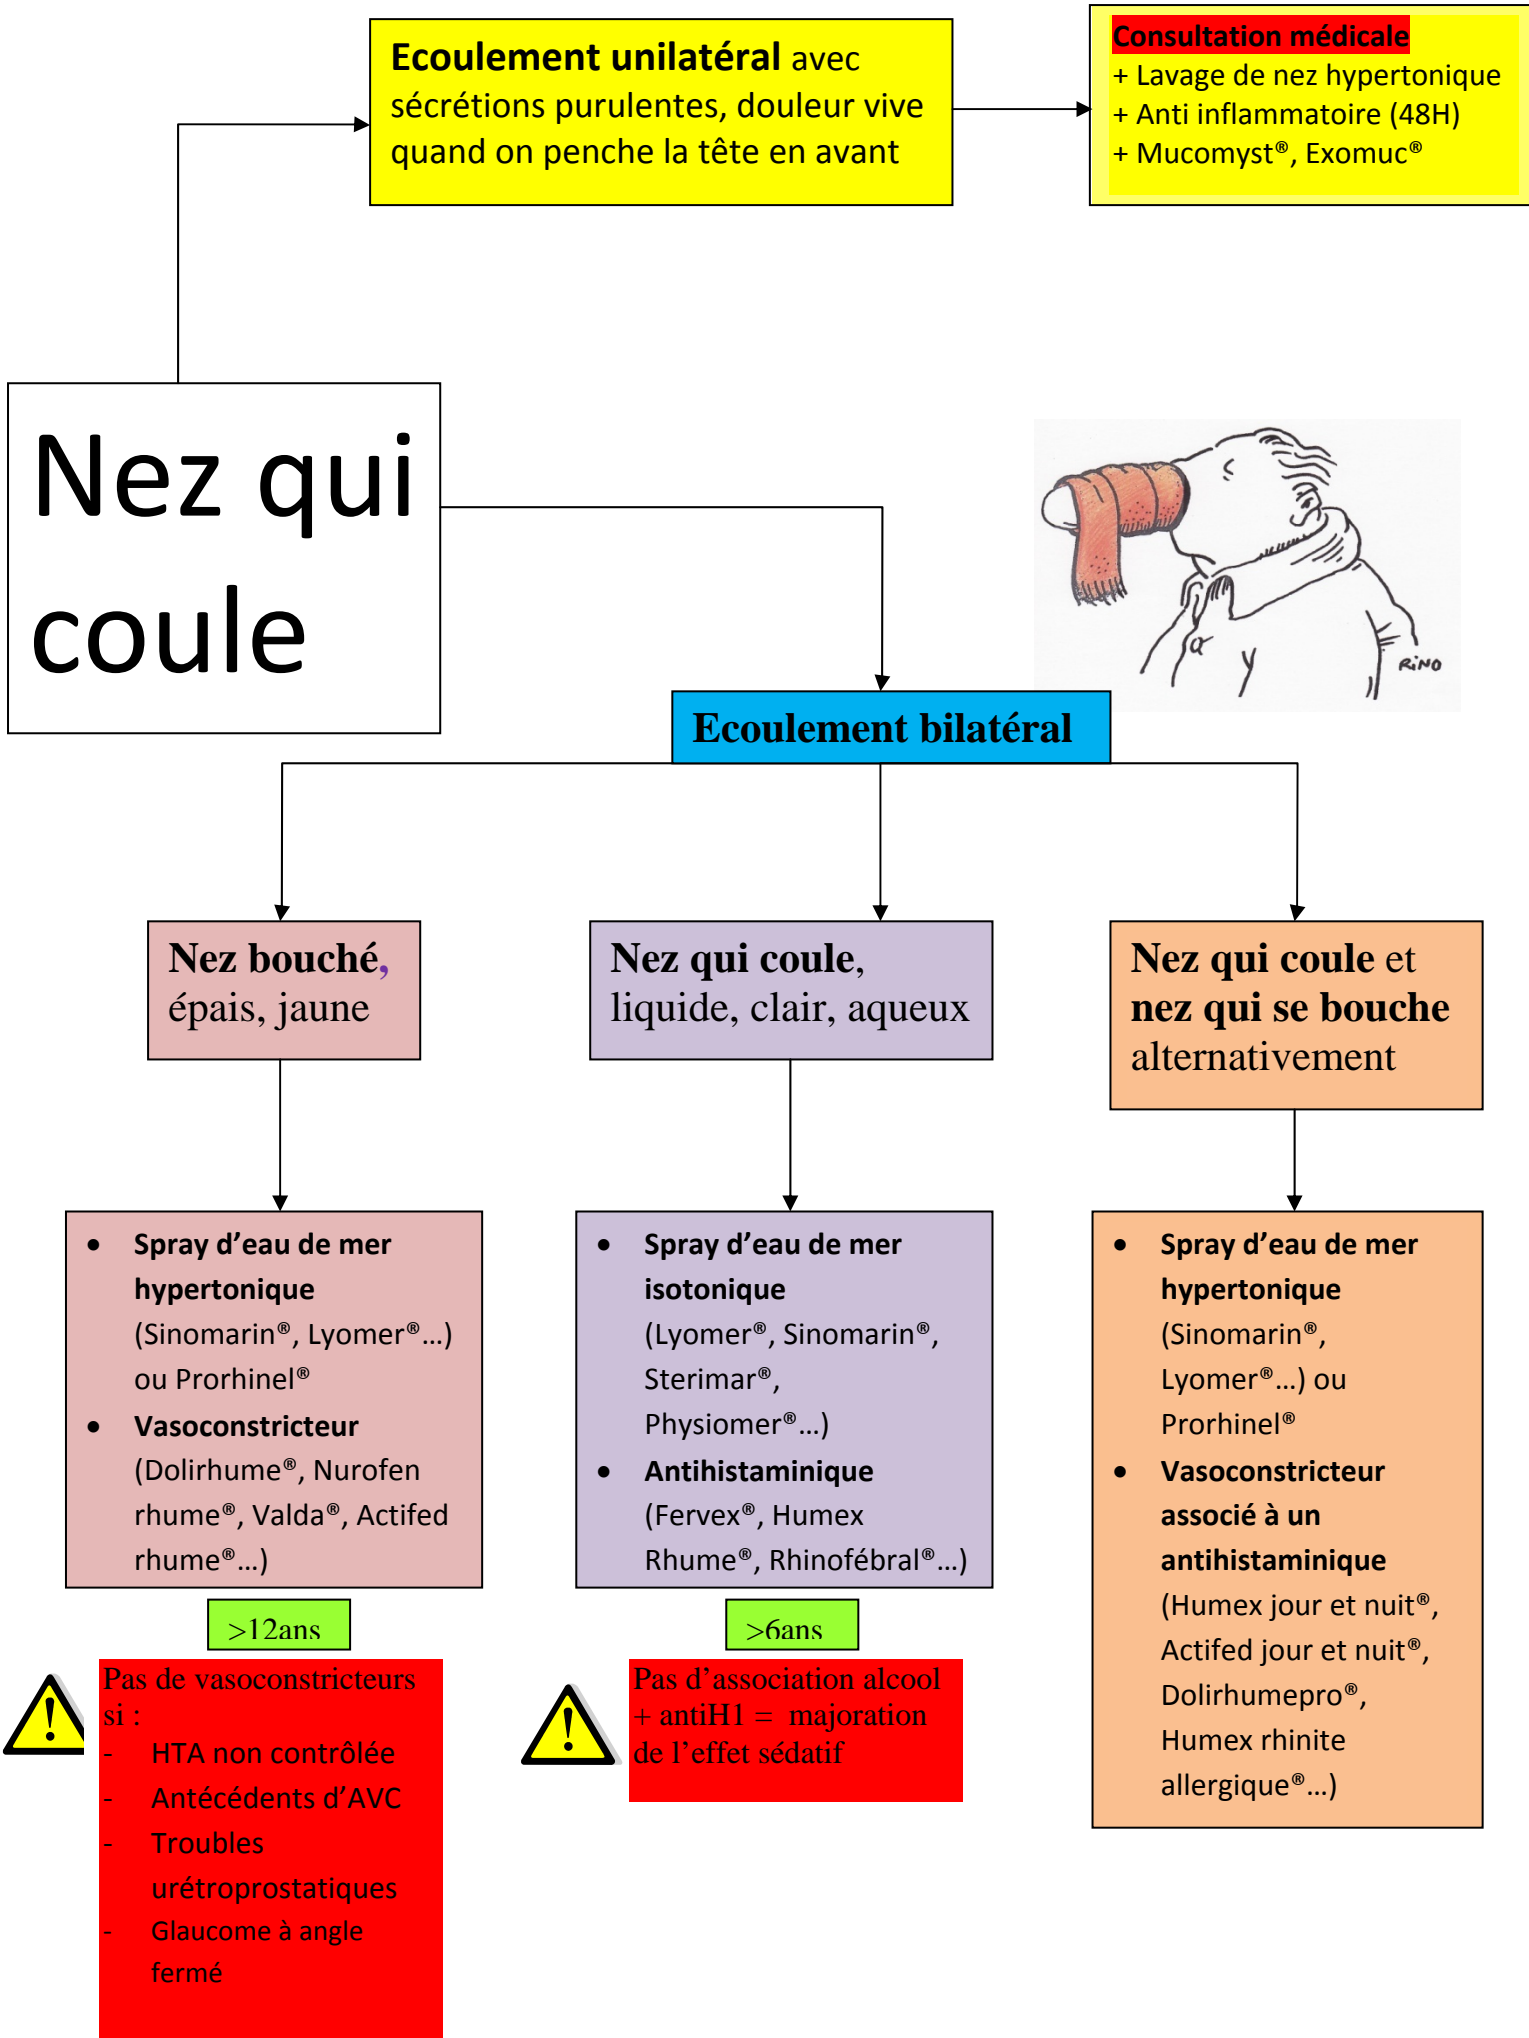 Ecoulement unilatéral avec
sécrétions purulentes, douleur vive
quand on penche la tête en avant
Consultation médicale
+ Lavage de nez hypertonique
+ Anti inflammatoire (48H)
+ Mucomyst®, Exomuc®
Nez qui
coule
RiNO
Ecoulement bilatéral
Nez bouché,
épais, jaune
Nez qui coule,
liquide, clair, aqueux
Nez qui coule et
nez qui se bouche
alternativement
• Spray d’eau de mer
hypertonique
(Sinomarin®, Lyomer®…)
ou Prorhinel®
• Vasoconstricteur
(Dolirhume®, Nurofen
rhume®, Valda®, Actifed
rhume®…)
>12ans
Pas de vasoconstricteurs
si :
- HTA non contrôlée
- Antécédents d’AVC
- Troubles
urétroprostatiques
- Glaucome à angle
fermé
• Spray d’eau de mer
isotonique
(Lyomer®, Sinomarin®,
Sterimar®,
Physiomer®…)
• Antihistaminique
(Fervex®, Humex
Rhume®, Rhinofébral®…)
>6ans
Pas d’association alcool
+ antiH1 = majoration
de l’effet sédatif
• Spray d’eau de mer
hypertonique
(Sinomarin®,
Lyomer®…) ou
Prorhinel®
• Vasoconstricteur
associé à un
antihistaminique
(Humex jour et nuit®,
Actifed jour et nuit®,
Dolirhumepro®,
Humex rhinite
allergique®…)